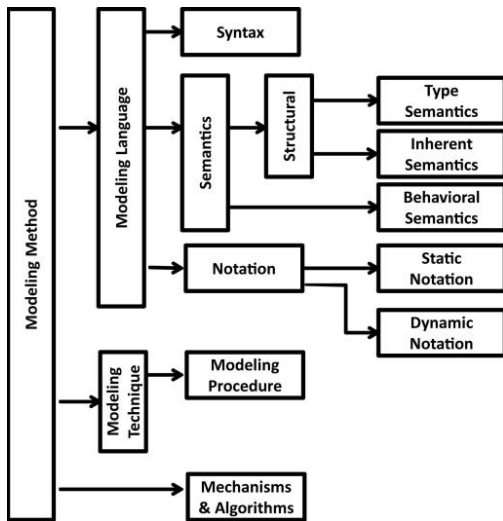 Modeling Method
Modeling Language
Syntax
Semantics
Structural
Type
Semantics
Inherent
Semantics
Behavioral
Semantics
Notation
Static
Notation
Dynamic
Notation
Modeling
Technique
Modeling
Procedure
Mechanisms
& Algorithms